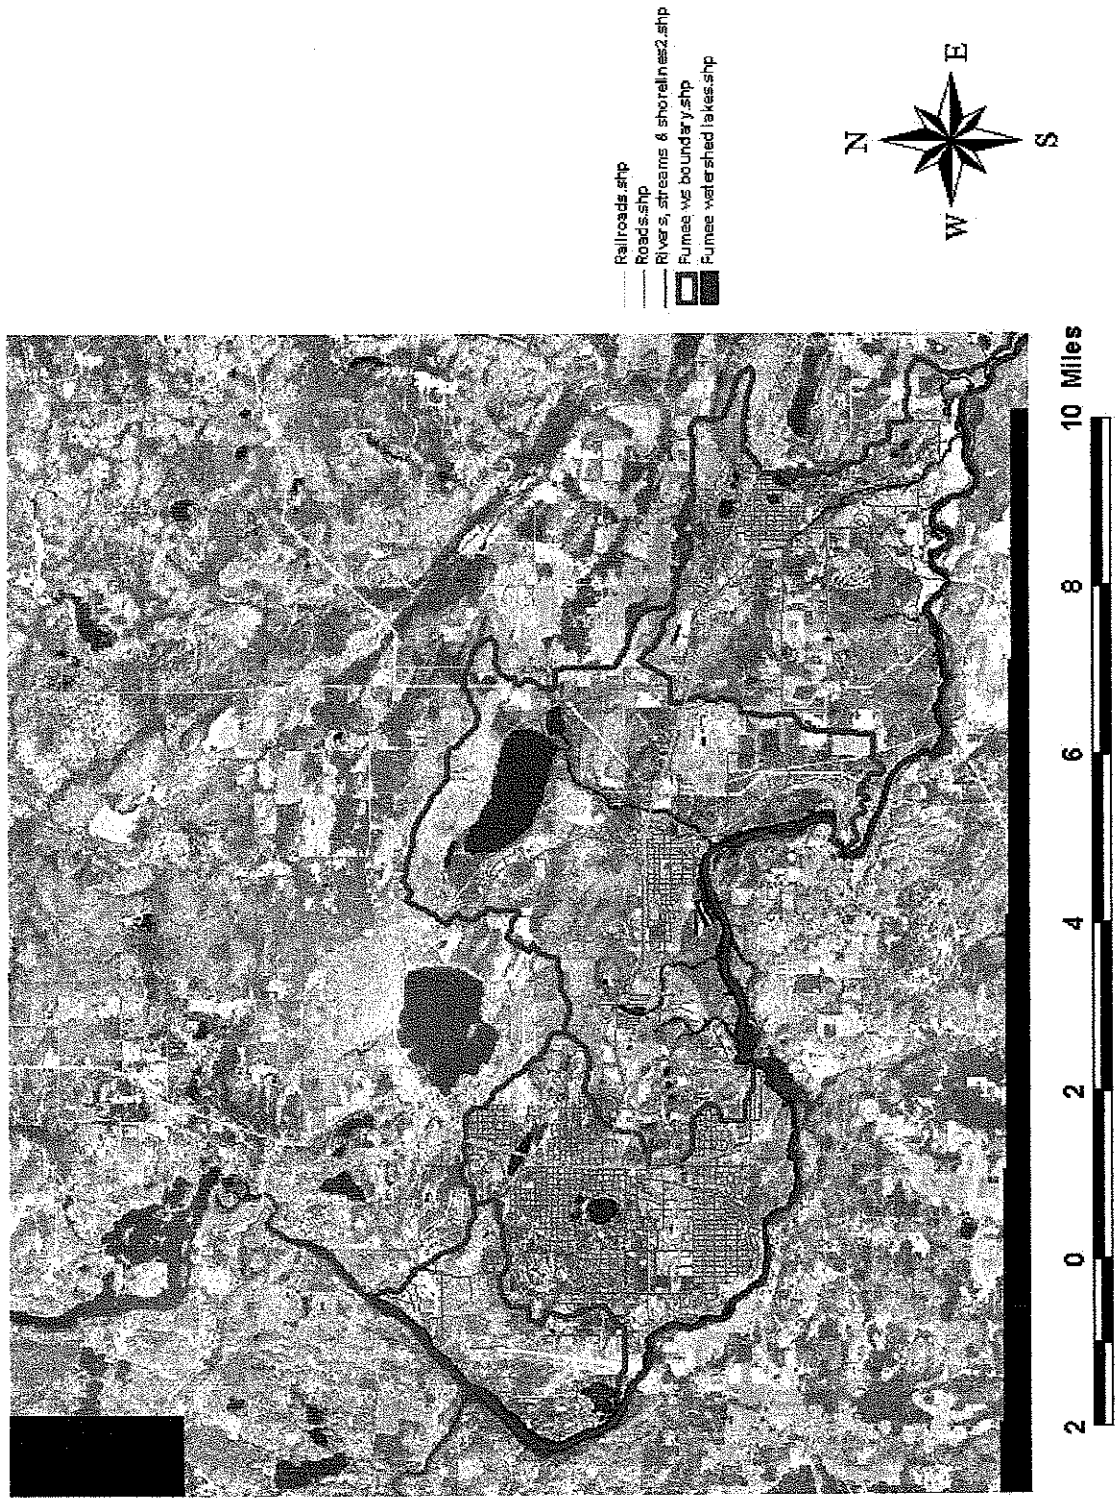 Railroads.shp
Roads.shp
Rivers, streams & shorelines2.shp
Fumee ws boundary.shp
Fumee watershed lakes.shp
N
W E
S
2 0 2 4 6 8 10 Miles